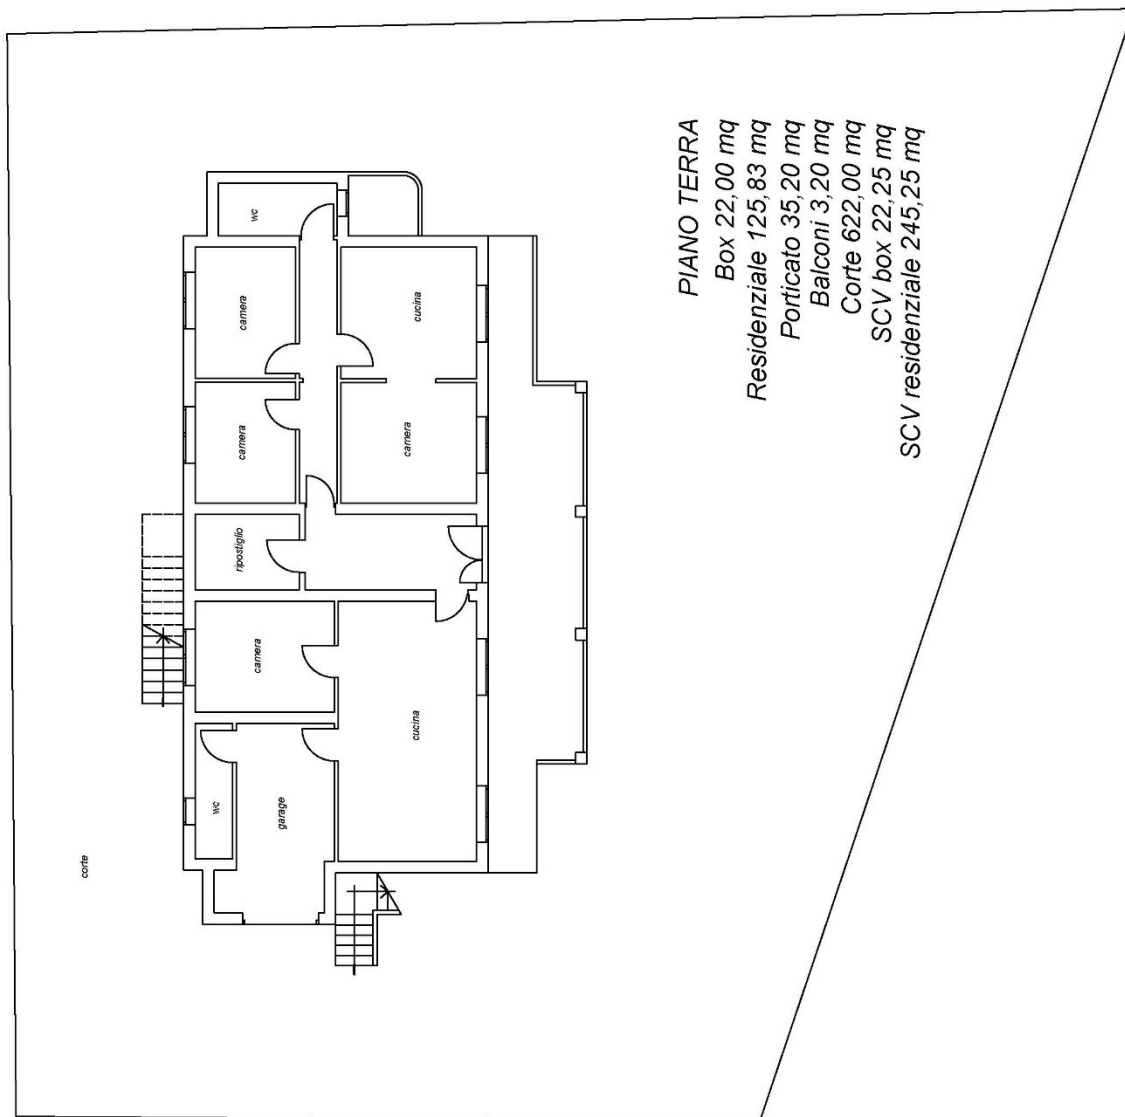 PIANO TERRA
Box 22,00 mq
Residenziale 125,83 mq
Porticato 35,20 mq
Balconi 3,20 mq
Corte 622,00 mq
SCV box 22,25 mq
SCV residenziale 245,25 mq
wc
camera
cucina
camera
camera
ripostiglio
camera
cucina
wc
garage
corte